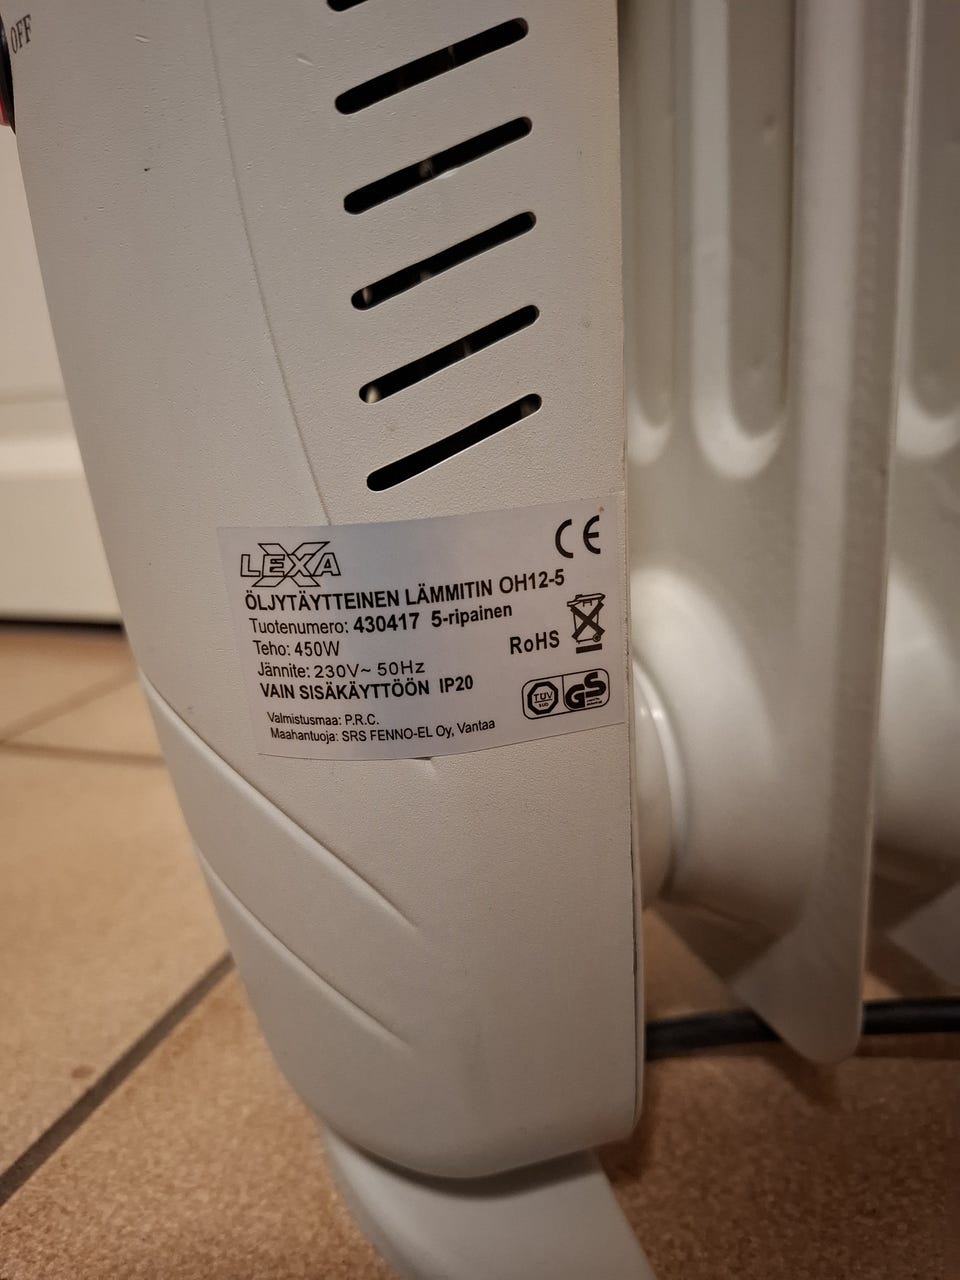 OFF
LEXA
CE
ÖLJYTÄYTTEINEN LÄMMITIN OH12-5
Tuotenumero: 430417 5-ripainen
Teho: 450W
RoHS
Jännite: 230V~ 50Hz
VAIN SISÄKÄYTTÖÖN IP20
TÜV
SÜD
GS
Valmistusmaa: P.R.C.
Maahantuoja: SRS FENNO-EL Oy, Vantaa